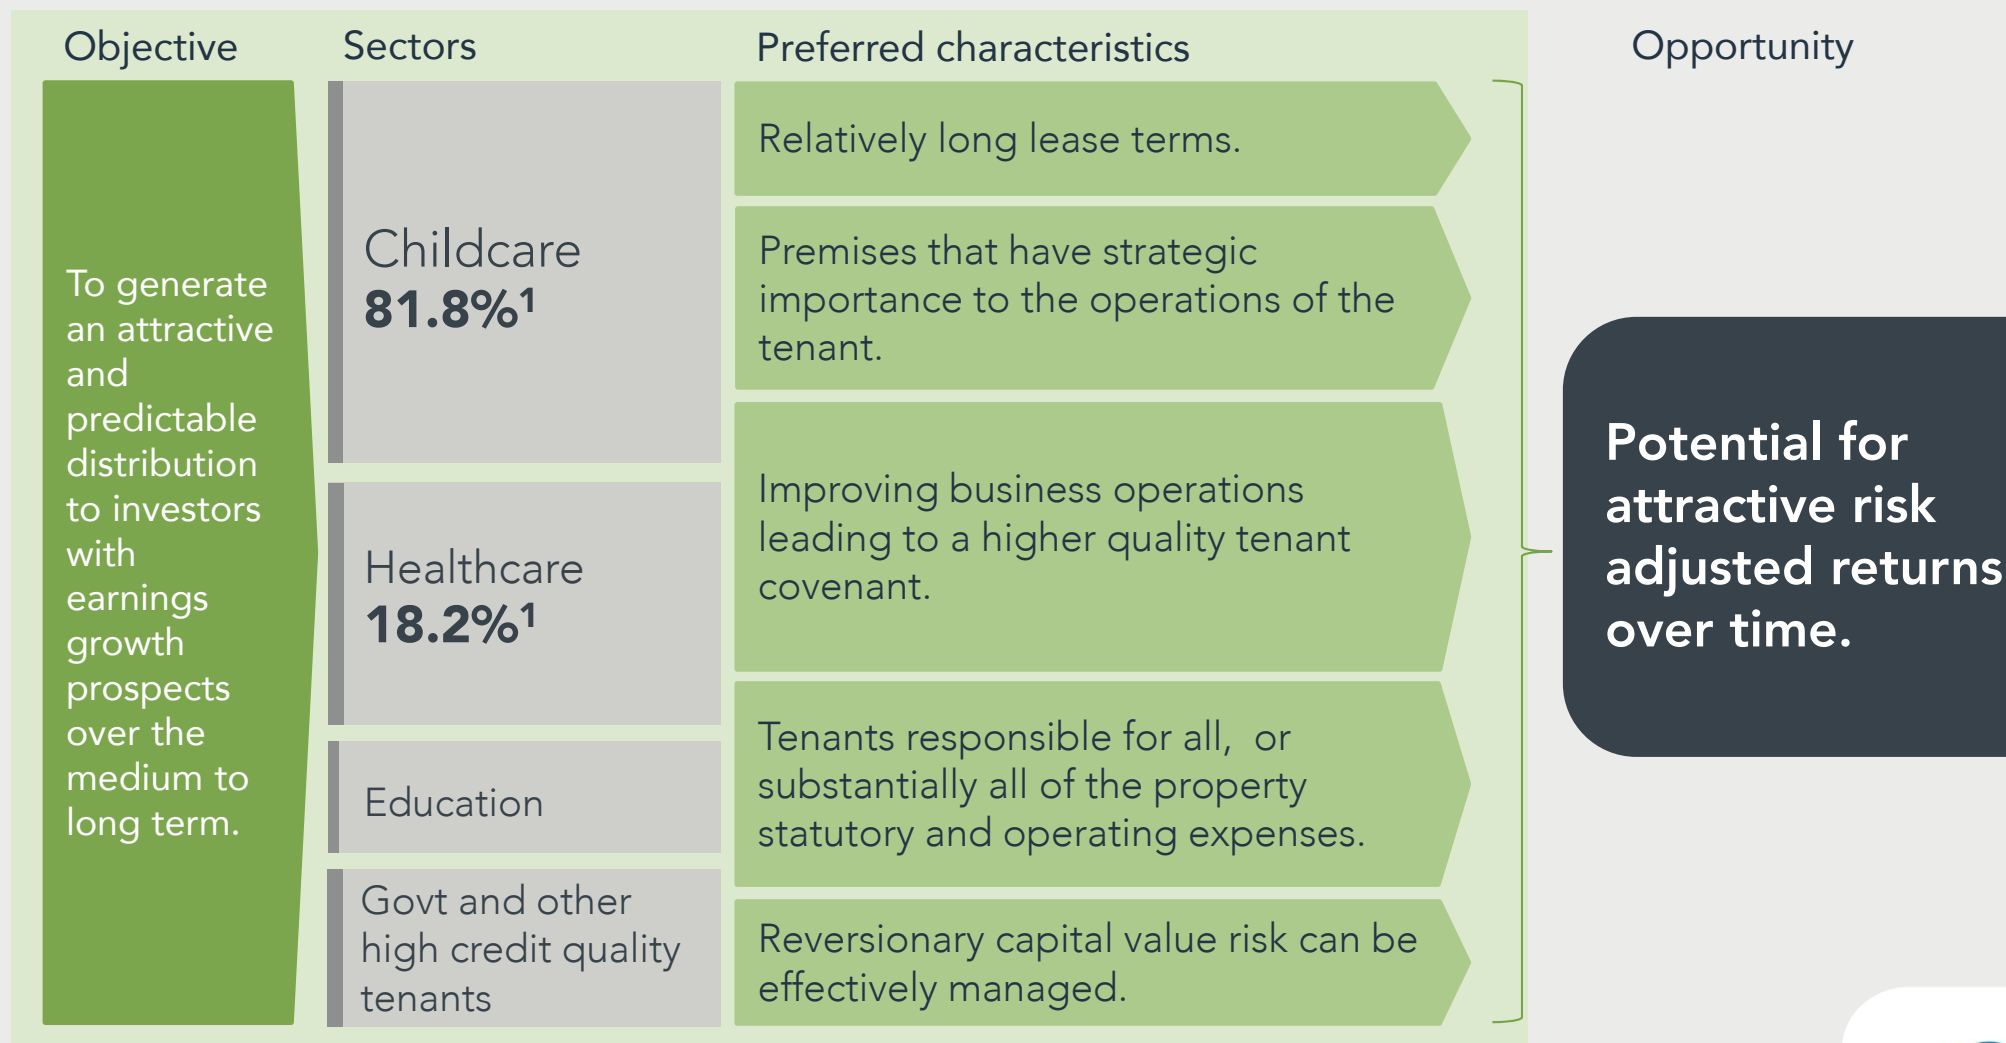 Objective
To generate
an attractive
and
predictable
distribution
to investors
with
earnings
growth
prospects
over the
medium to
long term.
Sectors
Childcare
81.8%¹
Healthcare
18.2%¹
Education
Govt and other
high credit quality
tenants
Preferred characteristics
Relatively long lease terms.
Premises that have strategic
importance to the operations of the
tenant.
Improving business operations
leading to a higher quality tenant
covenant.
Tenants responsible for all,  or
substantially all of the property
statutory and operating expenses.
Reversionary capital value risk can be
effectively managed.
Opportunity
Potential for
attractive risk
adjusted returns
over time.